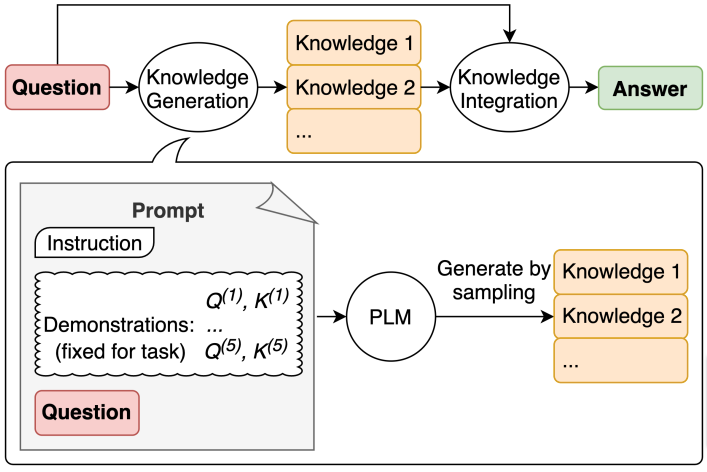 Question
Knowledge
Generation
Knowledge 1
Knowledge 2
...
Knowledge
Integration
Answer
Prompt
Instruction
Q(1), K(1)
Demonstrations: ...
(fixed for task) Q(5), K(5)
Question
PLM
Generate by
sampling
Knowledge 1
Knowledge 2
...